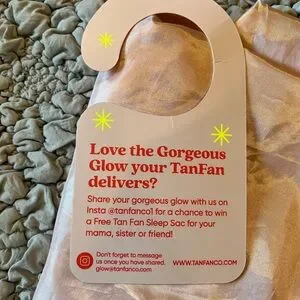 Love the Gorgeous
Glow your TanFan
delivers?
Share your gorgeous glow with us on
Insta @tanfanco1 for a chance to win
a Free Tan Fan Sleep Sac for your
mama, sister or friend!
Don't forget to message
us once you have shared.
glow@tanfanco.com
WWW.TANFANCO.COM